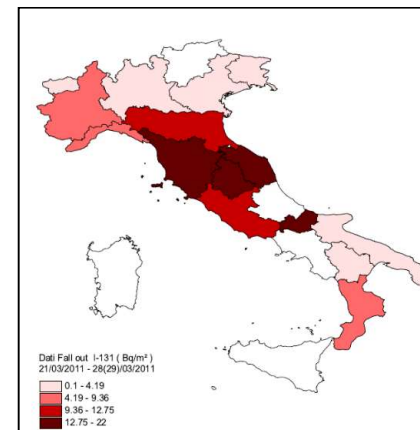 Dati Fall out I-131 ( Bq/m² )
21/03/2011 - 28(29)/03/2011
0.1 - 4.19
4.19 - 9.36
9.36 - 12.75
12.75 - 22